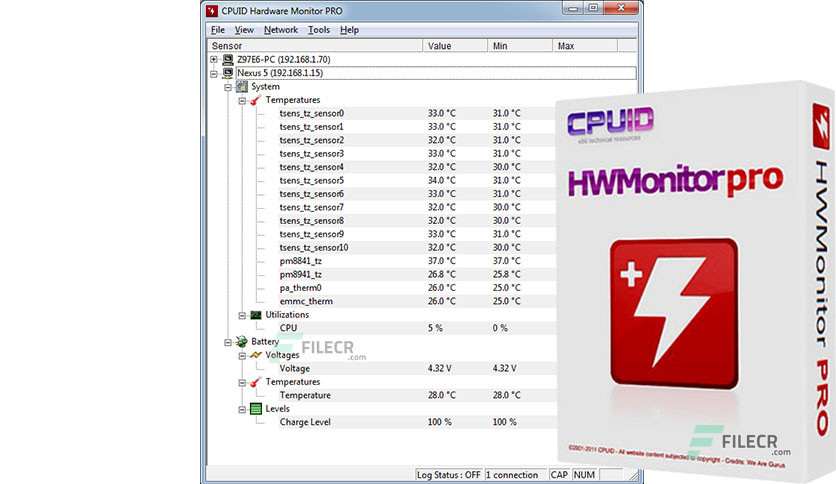 CPUID Hardware Monitor PRO
File View Network Tools Help
Sensor Value Min Max
Z97E6-PC (192.168.1.70)
Nexus 5 (192.168.1.15)
System
Temperatures
tsens_tz_sensor0 33.0 °C 31.0 °C
tsens_tz_sensor1 33.0 °C 31.0 °C
tsens_tz_sensor2 32.0 °C 31.0 °C
tsens_tz_sensor3 33.0 °C 31.0 °C
tsens_tz_sensor4 32.0 °C 30.0 °C
tsens_tz_sensor5 34.0 °C 31.0 °C
tsens_tz_sensor6 33.0 °C 31.0 °C
tsens_tz_sensor7 32.0 °C 30.0 °C
tsens_tz_sensor8 32.0 °C 30.0 °C
tsens_tz_sensor9 33.0 °C 31.0 °C
tsens_tz_sensor10 32.0 °C 30.0 °C
pm8841_tz 37.0 °C 37.0 °C
pm8941_tz 26.8 °C 25.8 °C
pa_therm0 26.0 °C 25.0 °C
emmc_therm 26.0 °C 25.0 °C
Utilizations
CPU 5 % 0 %
Battery
Voltages
Voltage 4.32 V 4.32 V
Temperatures
Temperature 28.0 °C 28.0 °C
Levels
Charge Level 100 % 100 %
Log Status : OFF 1 connection CAP NUM
FILECR
.com
CPUID
x86 technical resources
HWMonitor pro
HWMonitor PRO
©2001-2011 CPUID - All website content subjected to copyright - Credits: We Are Gurus
FILECR
.com